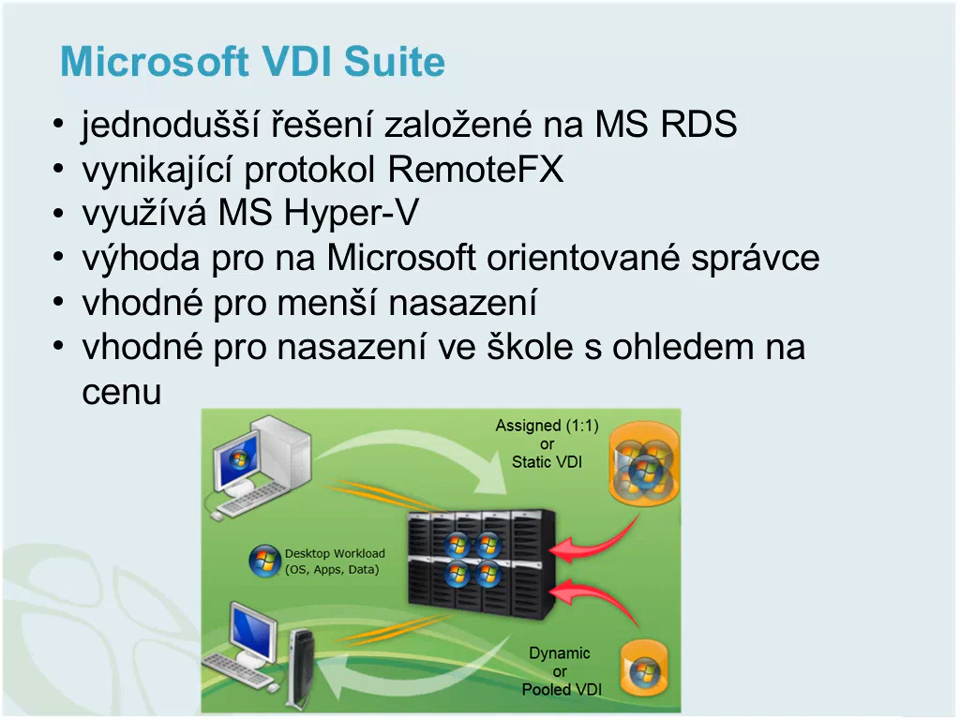 Microsoft VDI Suite
• jednodušší řešení založené na MS RDS
• vynikající protokol RemoteFX
• využívá MS Hyper-V
• výhoda pro na Microsoft orientované správce
• vhodné pro menší nasazení
• vhodné pro nasazení ve škole s ohledem na
cenu
Assigned (1:1)
or
Static VDI
Desktop Workload
(OS, Apps, Data)
Dynamic
or
Pooled VDI